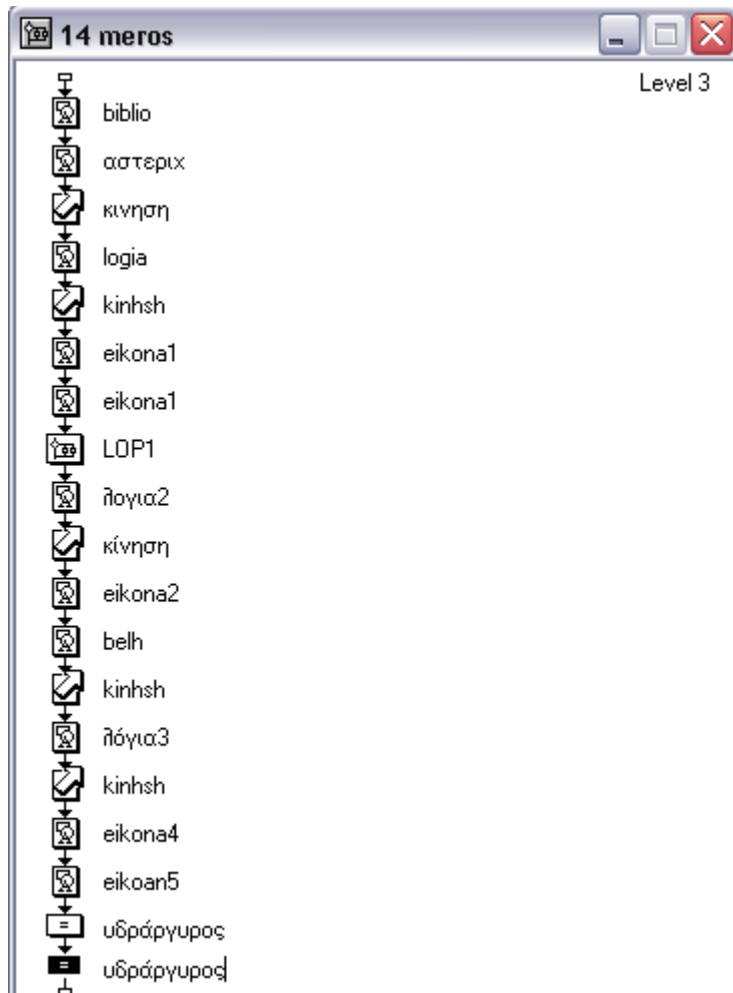 14 meros
Level 3
biblio
αστεριχ
κινηση
logia
kinhsh
eikona1
eikona1
LOP1
λογια2
κίνηση
eikona2
belh
kinhsh
λόγια3
kinhsh
eikona4
eikoan5
= υδράργυρος
= υδράργυρος